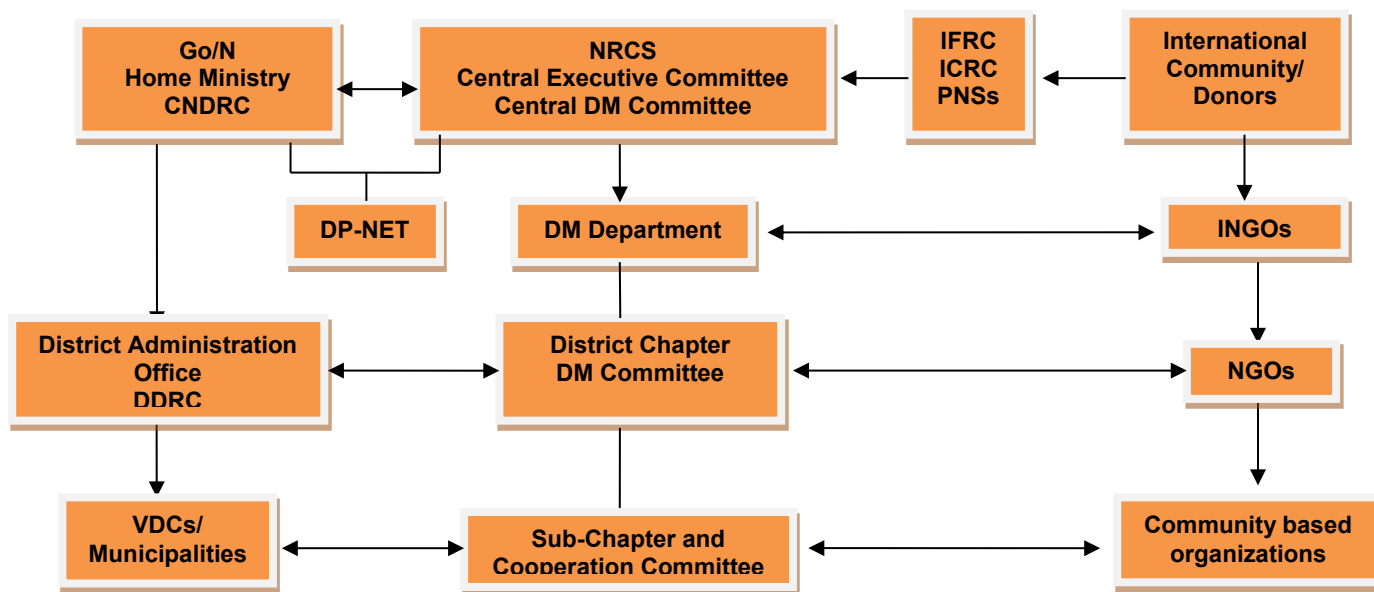 Go/N
Home Ministry
CNDRC
NRCS
Central Executive Committee
Central DM Committee
IFRC
ICRC
PNSs
International
Community/
Donors
DP-NET
DM Department
INGOs
District Administration
Office
DDRC
District Chapter
DM Committee
NGOs
VDCs/
Municipalities
Sub-Chapter and
Cooperation Committee
Community based
organizations